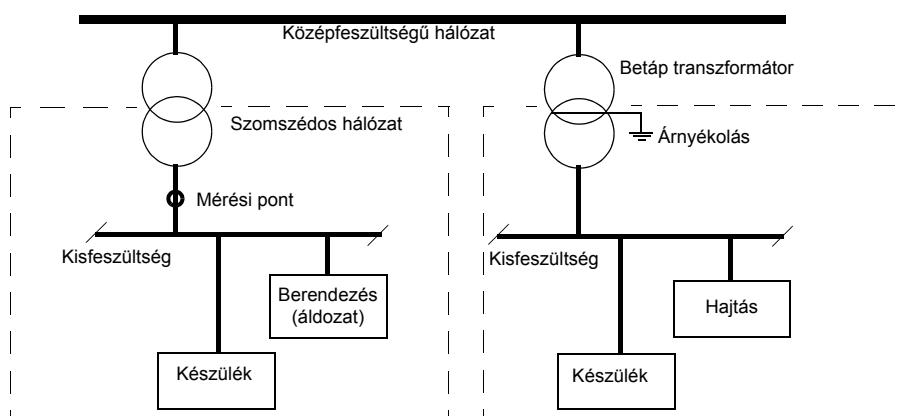 Középfeszültségű hálózat
Betáp transzformátor
Szomszédos hálózat
Árnyékolás
Mérési pont
Kisfeszültség
Kisfeszültség
Berendezés
(áldozat)
Hajtás
Készülék
Készülék